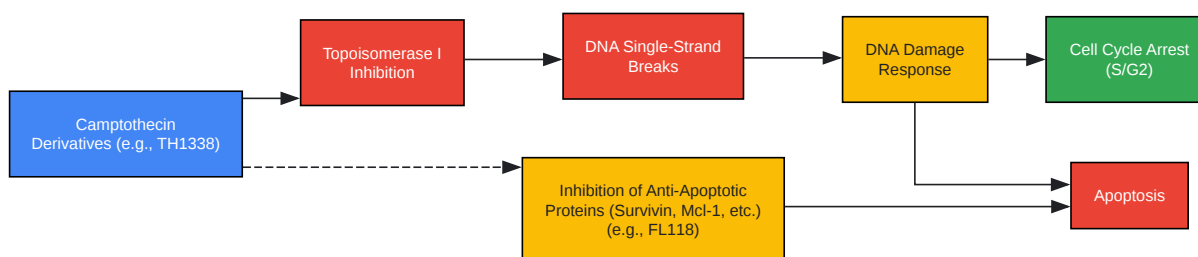 Topoisomerase I
Inhibition
DNA Single-Strand
Breaks
DNA Damage
Response
Cell Cycle Arrest
(S/G2)
Camptothecin
Derivatives (e.g., TH1338)
Inhibition of Anti-Apoptotic
Proteins (Survivin, Mcl-1, etc.)
(e.g., FL118)
Apoptosis